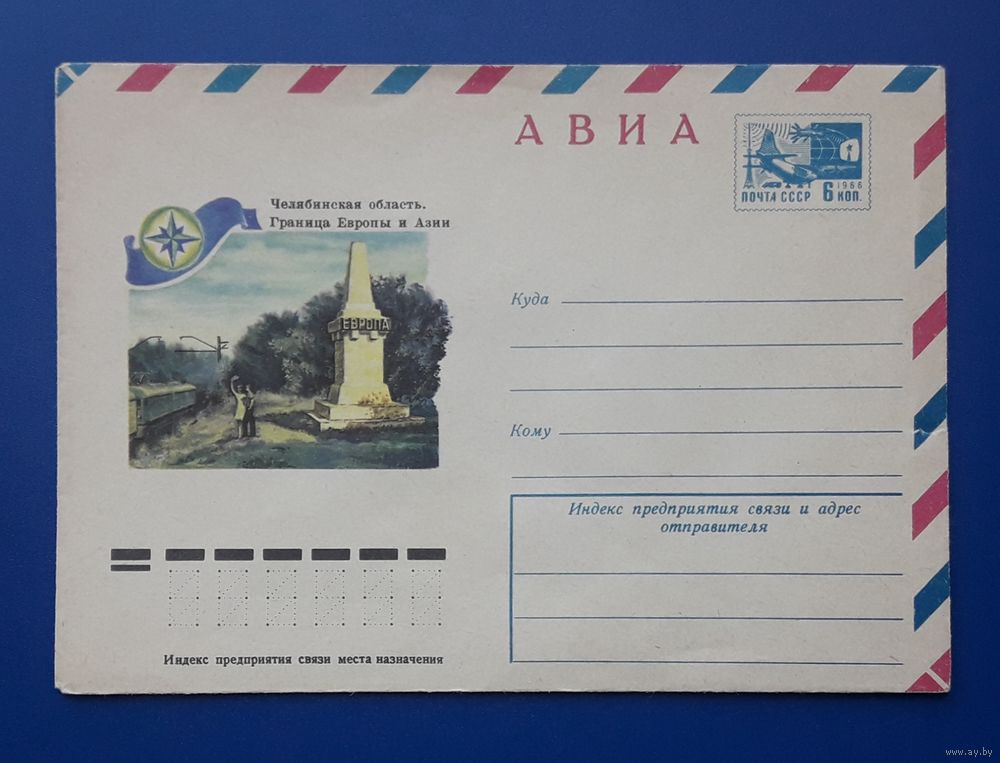 АВИА
1966
ПОЧТА СССР 6 КОП.
Челябинская область.
Граница Европы и Азии
ЕВРОПА
Куда
Кому
Индекс предприятия связи и адрес
отправителя
Индекс предприятия связи места назначения
www.ay.by